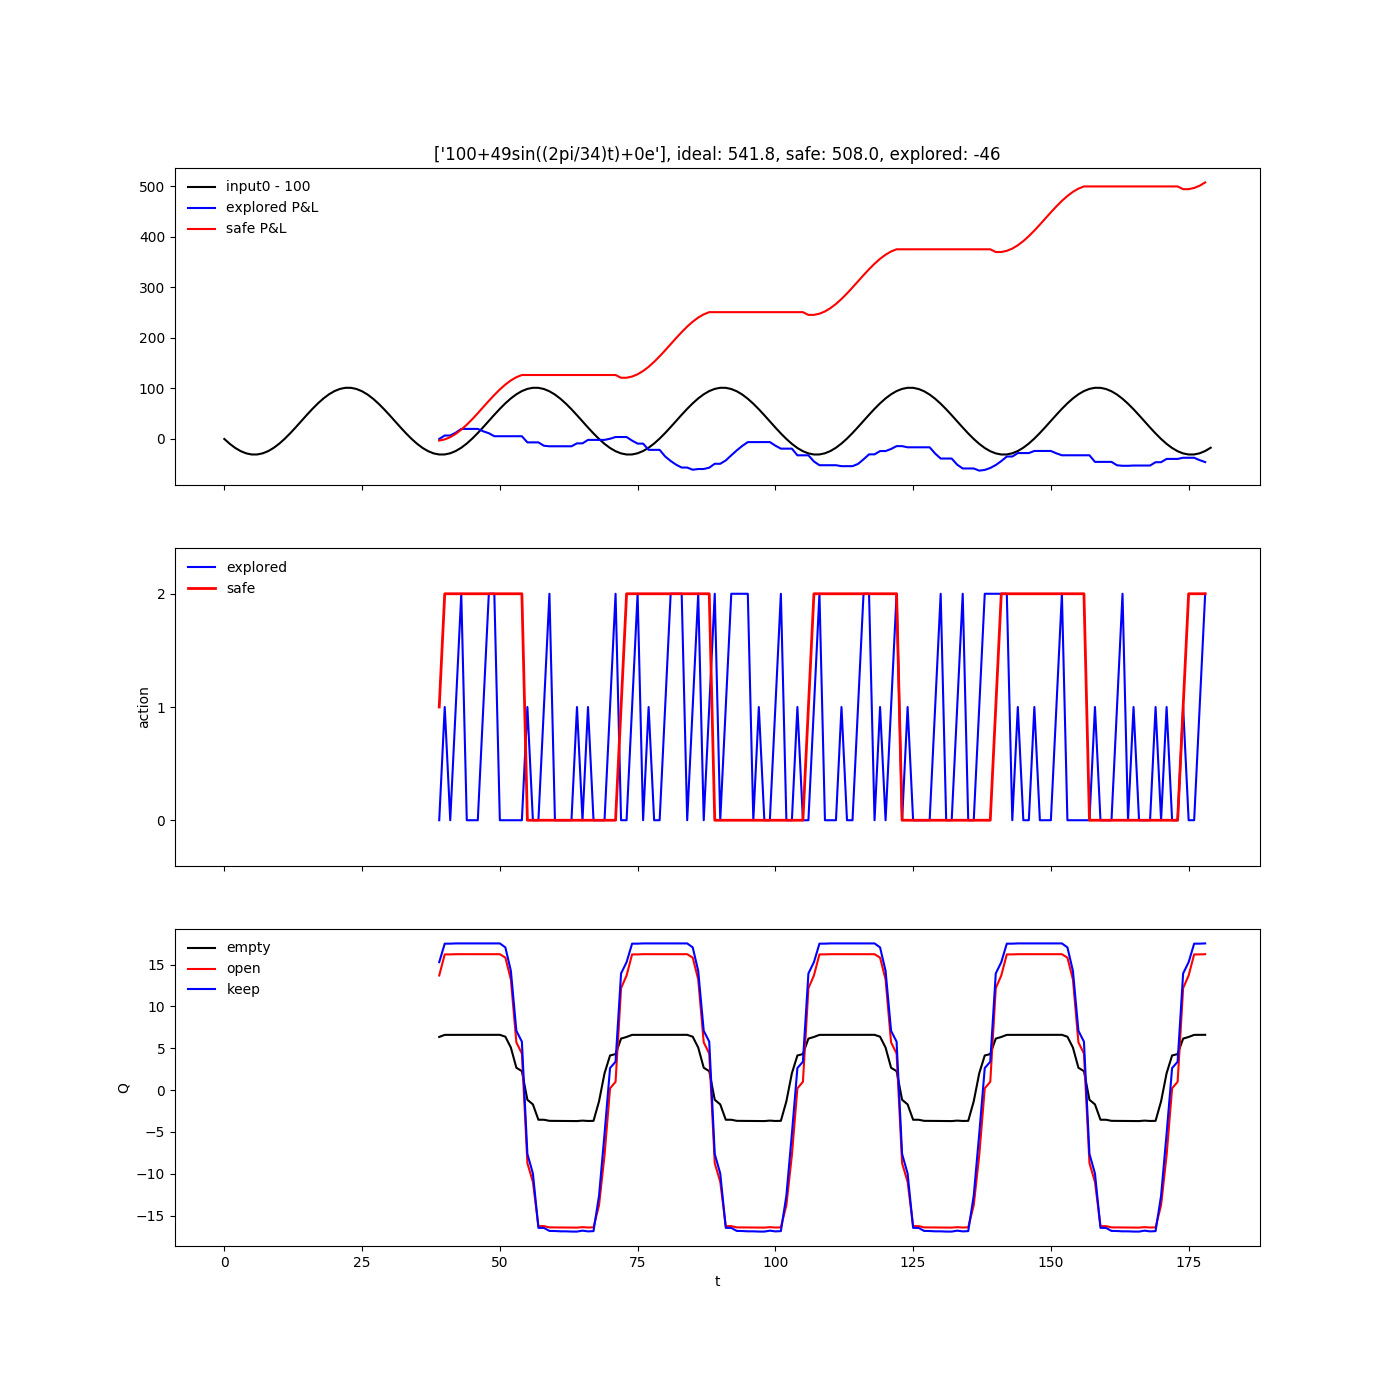 ['100+49sin((2pi/34)t)+0e'], ideal: 541.8, safe: 508.0, explored: -46
500
400
300
200
100
0
input0 - 100
explored P&L
safe P&L
action
2
1
0
explored
safe
Q
15
10
5
0
−5
−10
−15
empty
open
keep
0 25 50 75 100 125 150 175
t